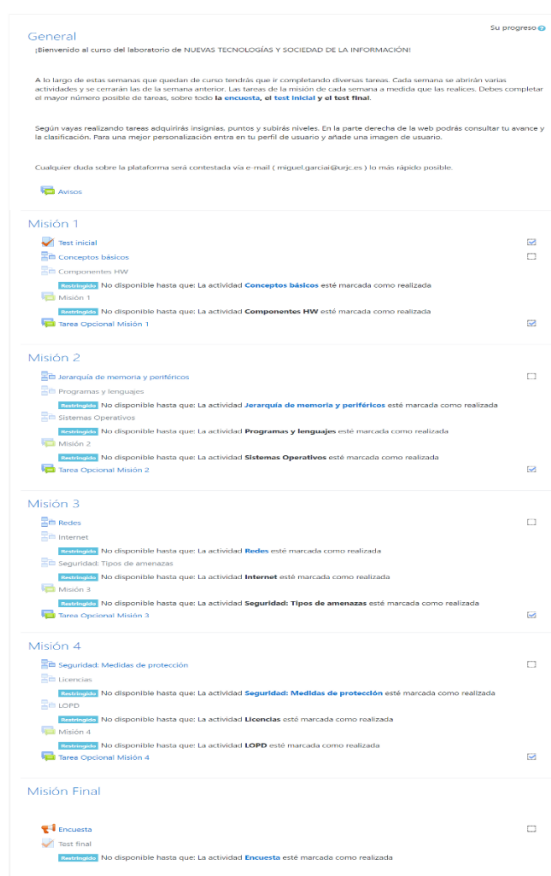 Su progreso
General
¡Bienvenido al curso del laboratorio de NUEVAS TECNOLOGÍAS Y SOCIEDAD DE LA INFORMACIÓN!
A lo largo de estas semanas que quedan de curso tendrás que ir completando diversas tareas. Cada semana se abrirán varias
actividades y se cerrarán las de la semana anterior. Las tareas de la misión de cada semana a medida que las realices. Debes completar
el mayor número posible de tareas, sobre todo la encuesta, el test inicial y el test final.
Según vayas realizando tareas adquirirás insignias, puntos y subirás niveles. En la parte derecha de la web podrás consultar tu avance y
la clasificación. Para una mejor personalización entra en tu perfil de usuario y añade una imagen de usuario.
Cualquier duda sobre la plataforma será contestada vía e-mail ( miguel.garciai@urjc.es ) lo más rápido posible.
Avisos
Misión 1
Test inicial
Conceptos básicos
Componentes HW
Restringido No disponible hasta que: La actividad Conceptos básicos esté marcada como realizada
Misión 1
Restringido No disponible hasta que: La actividad Componentes HW esté marcada como realizada
Tarea Opcional Misión 1
Misión 2
Jerarquía de memoria y periféricos
Programas y lenguajes
Restringido No disponible hasta que: La actividad Jerarquía de memoria y periféricos esté marcada como realizada
Sistemas Operativos
Restringido No disponible hasta que: La actividad Programas y lenguajes esté marcada como realizada
Misión 2
Restringido No disponible hasta que: La actividad Sistemas Operativos esté marcada como realizada
Tarea Opcional Misión 2
Misión 3
Redes
Internet
Restringido No disponible hasta que: La actividad Redes esté marcada como realizada
Seguridad: Tipos de amenazas
Restringido No disponible hasta que: La actividad Internet esté marcada como realizada
Misión 3
Restringido No disponible hasta que: La actividad Seguridad: Tipos de amenazas esté marcada como realizada
Tarea Opcional Misión 3
Misión 4
Seguridad: Medidas de protección
Licencias
Restringido No disponible hasta que: La actividad Seguridad: Medidas de protección esté marcada como realizada
LOPD
Restringido No disponible hasta que: La actividad Licencias esté marcada como realizada
Misión 4
Restringido No disponible hasta que: La actividad LOPD esté marcada como realizada
Tarea Opcional Misión 4
Misión Final
Encuesta
Test final
Restringido No disponible hasta que: La actividad Encuesta esté marcada como realizada